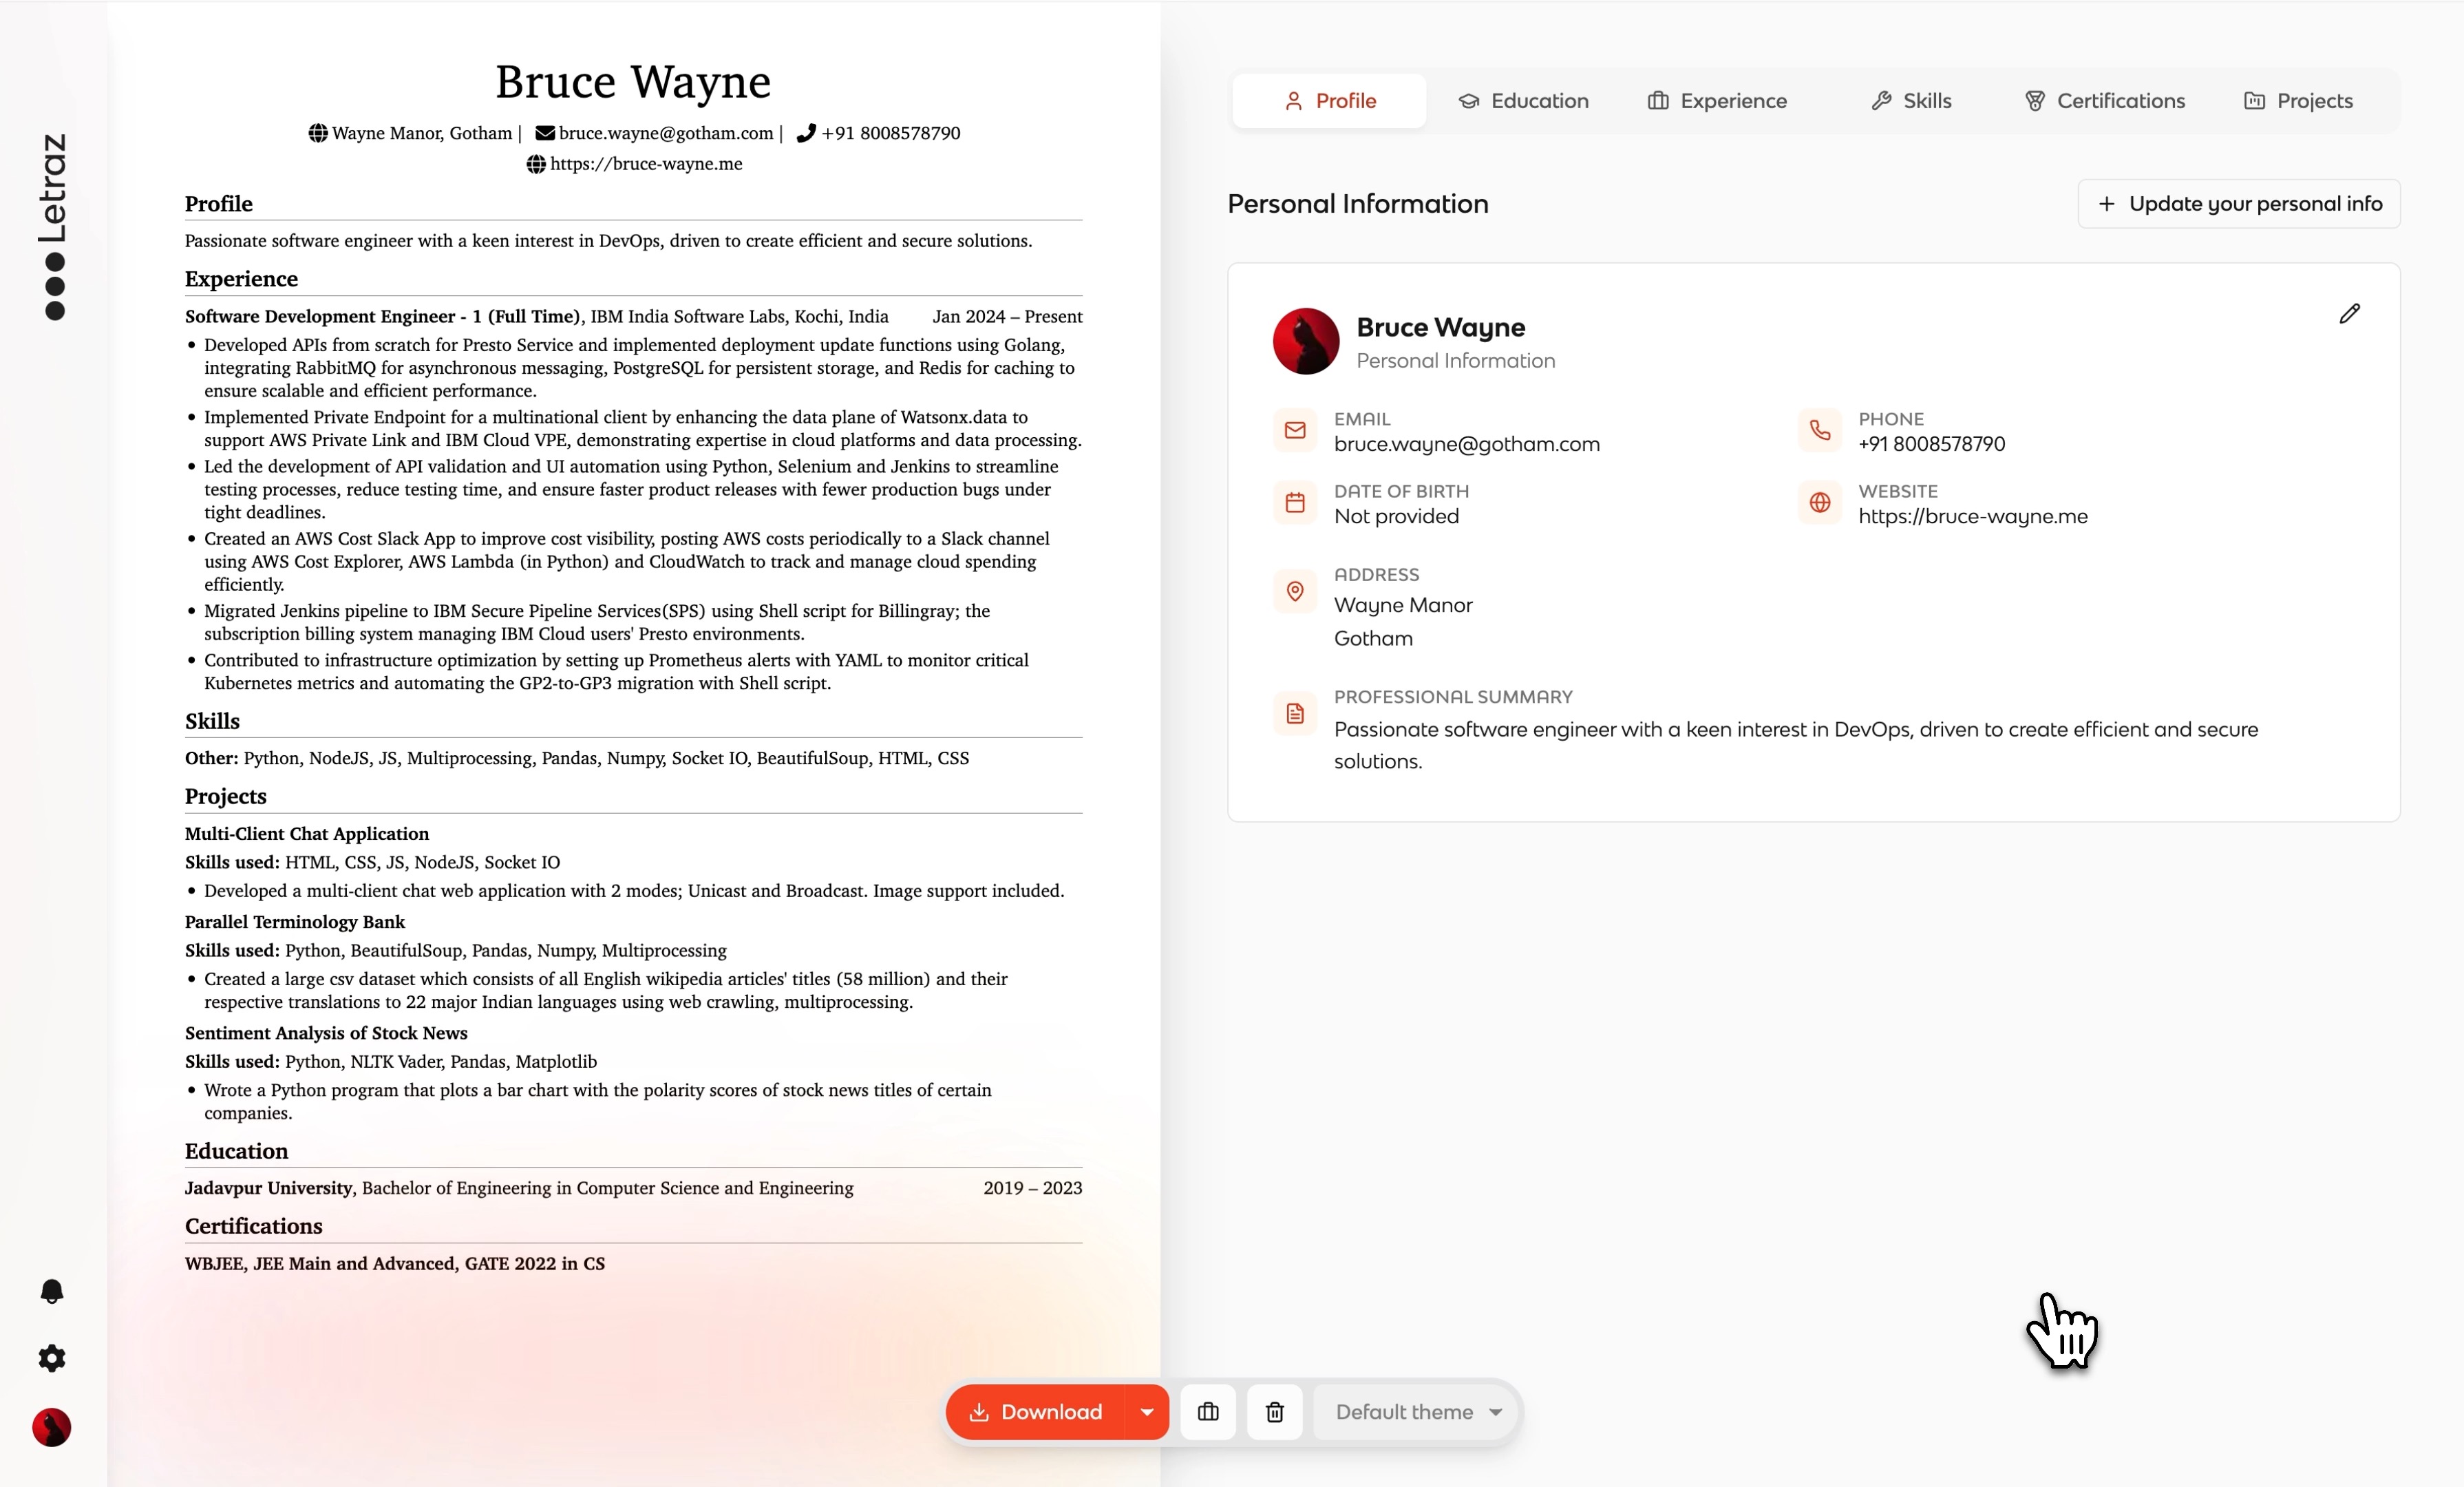 Letraz
Bruce Wayne
Wayne Manor, Gotham | bruce.wayne@gotham.com | +91 8008578790
https://bruce-wayne.me
Profile
Passionate software engineer with a keen interest in DevOps, driven to create efficient and secure solutions.
Experience
Software Development Engineer - 1 (Full Time), IBM India Software Labs, Kochi, India Jan 2024 – Present
• Developed APIs from scratch for Presto Service and implemented deployment update functions using Golang,
integrating RabbitMQ for asynchronous messaging, PostgreSQL for persistent storage, and Redis for caching to
ensure scalable and efficient performance.
• Implemented Private Endpoint for a multinational client by enhancing the data plane of Watsonx.data to
support AWS Private Link and IBM Cloud VPE, demonstrating expertise in cloud platforms and data processing.
• Led the development of API validation and UI automation using Python, Selenium and Jenkins to streamline
testing processes, reduce testing time, and ensure faster product releases with fewer production bugs under
tight deadlines.
• Created an AWS Cost Slack App to improve cost visibility, posting AWS costs periodically to a Slack channel
using AWS Cost Explorer, AWS Lambda (in Python) and CloudWatch to track and manage cloud spending
efficiently.
• Migrated Jenkins pipeline to IBM Secure Pipeline Services(SPS) using Shell script for Billingray; the
subscription billing system managing IBM Cloud users' Presto environments.
• Contributed to infrastructure optimization by setting up Prometheus alerts with YAML to monitor critical
Kubernetes metrics and automating the GP2-to-GP3 migration with Shell script.
Skills
Other: Python, NodeJS, JS, Multiprocessing, Pandas, Numpy, Socket IO, BeautifulSoup, HTML, CSS
Projects
Multi-Client Chat Application
Skills used: HTML, CSS, JS, NodeJS, Socket IO
• Developed a multi-client chat web application with 2 modes; Unicast and Broadcast. Image support included.
Parallel Terminology Bank
Skills used: Python, BeautifulSoup, Pandas, Numpy, Multiprocessing
• Created a large csv dataset which consists of all English wikipedia articles' titles (58 million) and their
respective translations to 22 major Indian languages using web crawling, multiprocessing.
Sentiment Analysis of Stock News
Skills used: Python, NLTK Vader, Pandas, Matplotlib
• Wrote a Python program that plots a bar chart with the polarity scores of stock news titles of certain
companies.
Education
Jadavpur University, Bachelor of Engineering in Computer Science and Engineering 2019 – 2023
Certifications
WBJEE, JEE Main and Advanced, GATE 2022 in CS
Profile Education Experience Skills Certifications Projects
Personal Information
+ Update your personal info
Bruce Wayne
Personal Information
EMAIL
bruce.wayne@gotham.com
PHONE
+91 8008578790
DATE OF BIRTH
Not provided
WEBSITE
https://bruce-wayne.me
ADDRESS
Wayne Manor
Gotham
PROFESSIONAL SUMMARY
Passionate software engineer with a keen interest in DevOps, driven to create efficient and secure
solutions.
Download
Default theme